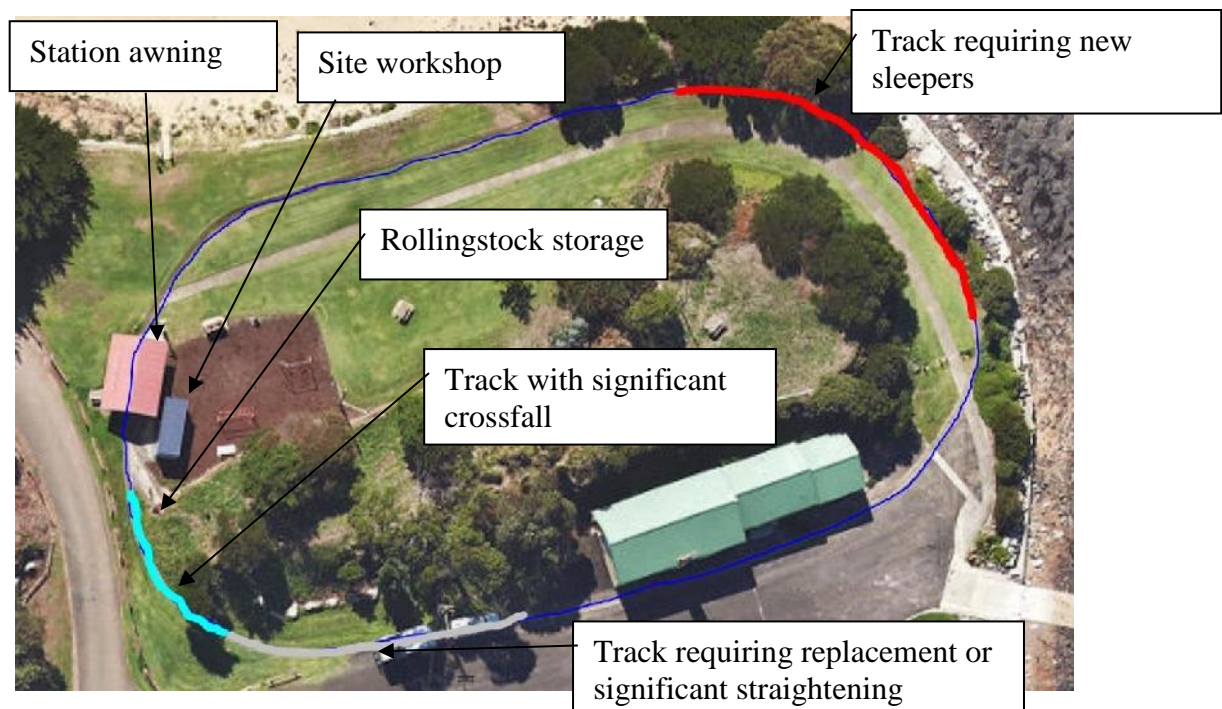 Station awning
Site workshop
Track requiring new
sleepers
Rollingstock storage
Track with significant
crossfall
Track requiring replacement or
significant straightening